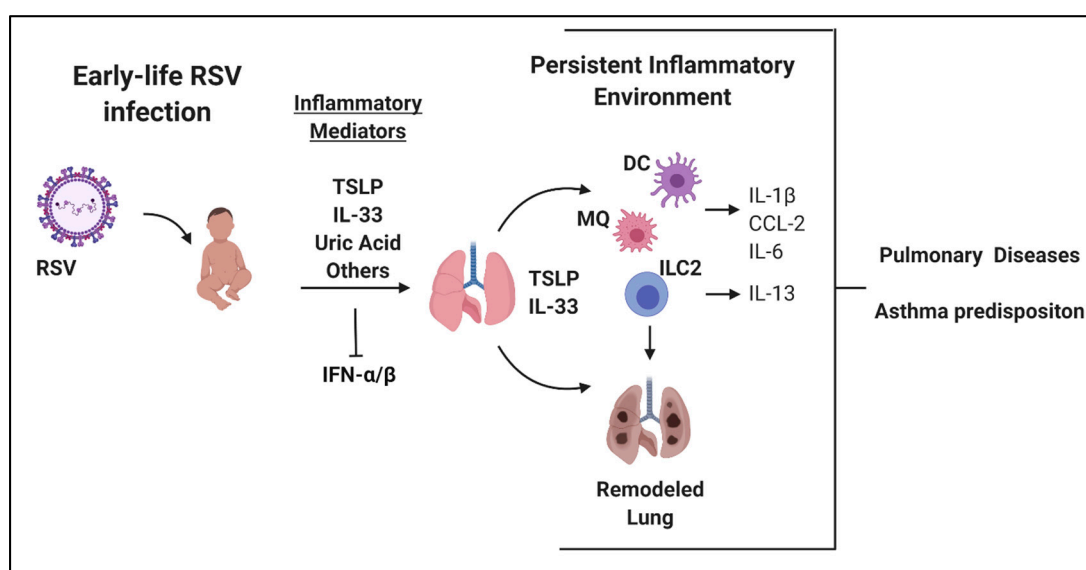 Early-life RSV
infection
RSV
Inflammatory
Mediators
TSLP
IL-33
Uric Acid
Others
IFN-α/β
TSLP
IL-33
Persistent Inflammatory
Environment
DC
MQ
ILC2
IL-1β
CCL-2
IL-6
IL-13
Remodeled
Lung
Pulmonary Diseases
Asthma predispositon